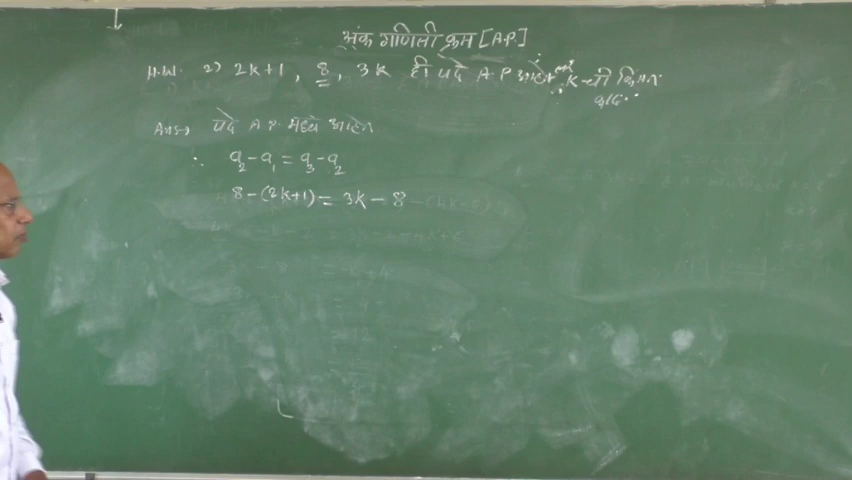 अंक गणिती क्रम [A.P.]
H.W. 2) 2k+1, 8, 3k ही पदे A.P आहेत k ची किंमत
काढा.
Ans→ पदे A.P मध्ये आहेत
∴ a₂ - a₁ = a₃ - a₂
8 - (2k+1) = 3k - 8